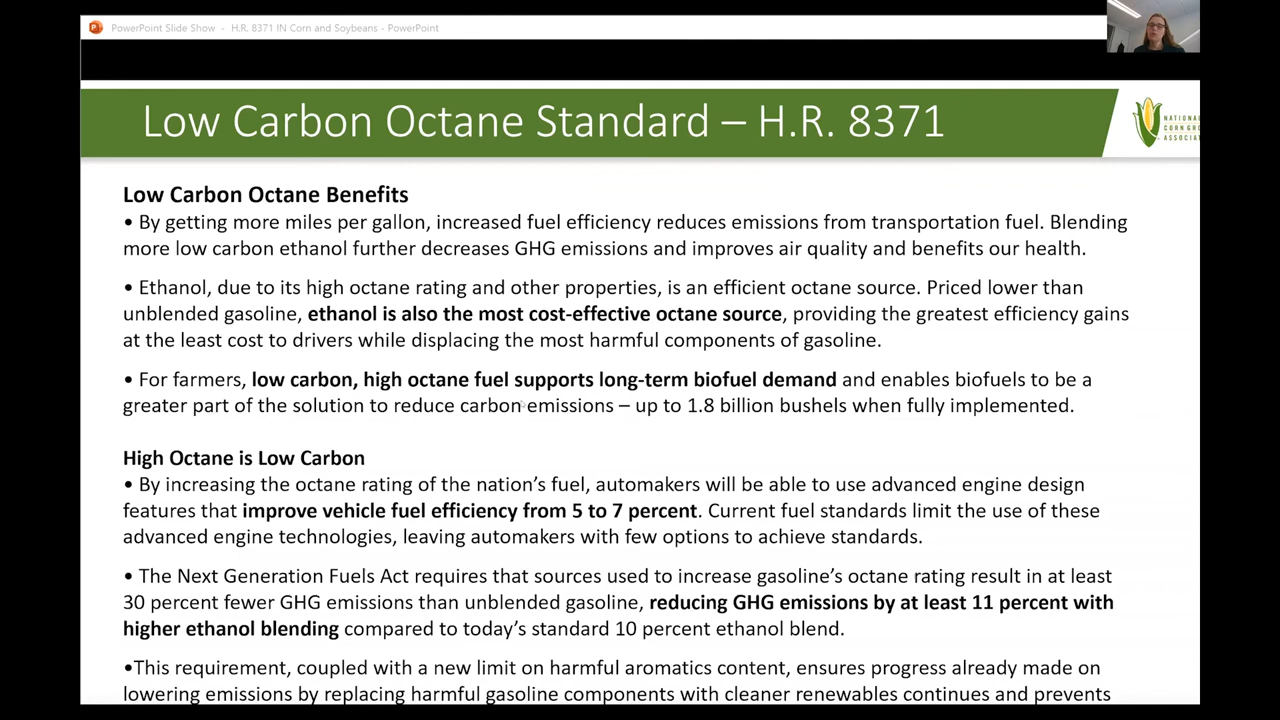 PowerPoint Slide Show - H.R. 8371 IN Corn and Soybeans - PowerPoint
Low Carbon Octane Standard – H.R. 8371
NATIONAL
CORN GRO
ASSOCIAT
Low Carbon Octane Benefits
• By getting more miles per gallon, increased fuel efficiency reduces emissions from transportation fuel. Blending
more low carbon ethanol further decreases GHG emissions and improves air quality and benefits our health.
• Ethanol, due to its high octane rating and other properties, is an efficient octane source. Priced lower than
unblended gasoline, ethanol is also the most cost-effective octane source, providing the greatest efficiency gains
at the least cost to drivers while displacing the most harmful components of gasoline.
• For farmers, low carbon, high octane fuel supports long-term biofuel demand and enables biofuels to be a
greater part of the solution to reduce carbon emissions – up to 1.8 billion bushels when fully implemented.
High Octane is Low Carbon
• By increasing the octane rating of the nation’s fuel, automakers will be able to use advanced engine design
features that improve vehicle fuel efficiency from 5 to 7 percent. Current fuel standards limit the use of these
advanced engine technologies, leaving automakers with few options to achieve standards.
• The Next Generation Fuels Act requires that sources used to increase gasoline’s octane rating result in at least
30 percent fewer GHG emissions than unblended gasoline, reducing GHG emissions by at least 11 percent with
higher ethanol blending compared to today’s standard 10 percent ethanol blend.
•This requirement, coupled with a new limit on harmful aromatics content, ensures progress already made on
lowering emissions by replacing harmful gasoline components with cleaner renewables continues and prevents